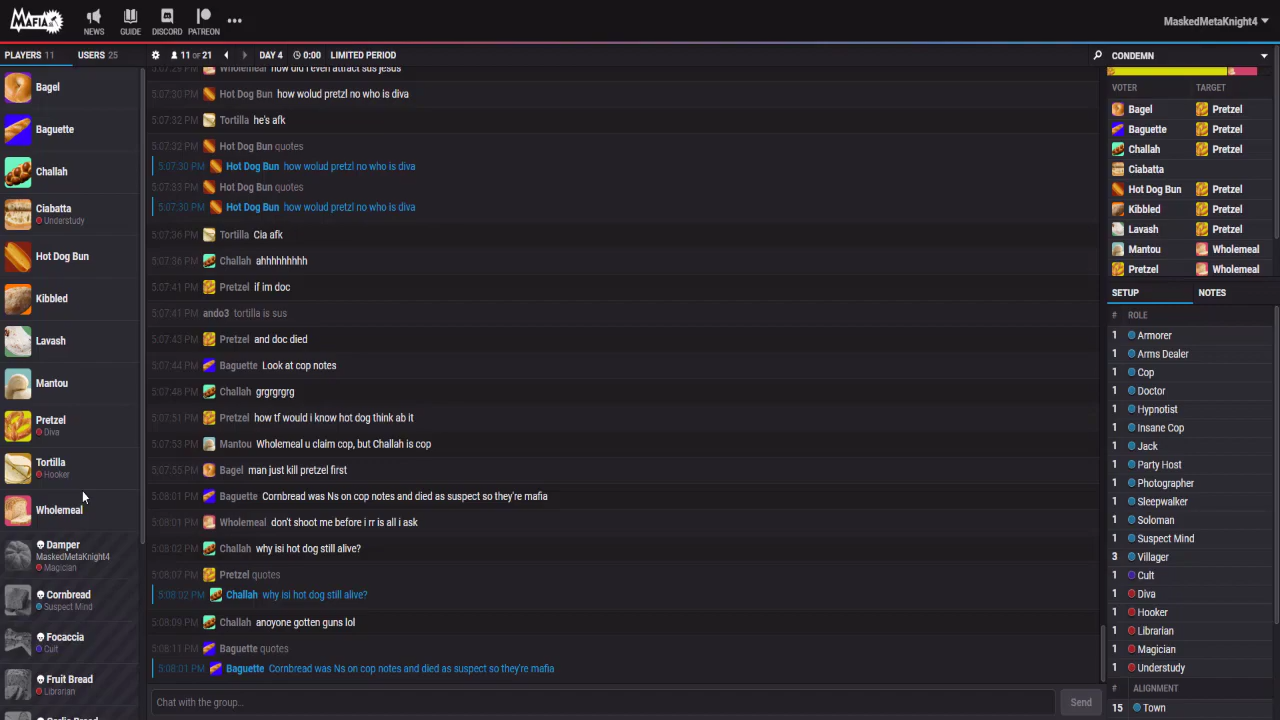 MAFIA.GG
NEWS
GUIDE
DISCORD
PATREON
MaskedMetaKnight4
PLAYERS 11
USERS 25
11 OF 21
DAY 4
0:00
LIMITED PERIOD
Bagel
Baguette
Challah
Ciabatta
Understudy
Hot Dog Bun
Kibbled
Lavash
Mantou
Pretzel
Diva
Tortilla
Hooker
Wholemeal
Damper
MaskedMetaKnight4
Magician
Cornbread
Suspect Mind
Focaccia
Cult
Fruit Bread
Librarian
Garlic Bread
5:07:29 PM Wholemeal how did i even attract sus jesus
5:07:30 PM Hot Dog Bun how wolud pretzl no who is diva
5:07:32 PM Tortilla he's afk
5:07:32 PM Hot Dog Bun quotes
5:07:30 PM Hot Dog Bun how wolud pretzl no who is diva
5:07:33 PM Hot Dog Bun quotes
5:07:30 PM Hot Dog Bun how wolud pretzl no who is diva
5:07:36 PM Tortilla Cia afk
5:07:36 PM Challah ahhhhhhhhh
5:07:41 PM Pretzel if im doc
5:07:41 PM ando3 tortilla is sus
5:07:43 PM Pretzel and doc died
5:07:44 PM Baguette Look at cop notes
5:07:48 PM Challah grgrgrgrg
5:07:51 PM Pretzel how tf would i know hot dog think ab it
5:07:53 PM Mantou Wholemeal u claim cop, but Challah is cop
5:07:55 PM Bagel man just kill pretzel first
5:08:01 PM Baguette Cornbread was Ns on cop notes and died as suspect so they're mafia
5:08:01 PM Wholemeal don't shoot me before i rr is all i ask
5:08:02 PM Challah why isi hot dog still alive?
5:08:07 PM Pretzel quotes
5:08:02 PM Challah why isi hot dog still alive?
5:08:09 PM Challah anoyone gotten guns lol
5:08:11 PM Baguette quotes
5:08:01 PM Baguette Cornbread was Ns on cop notes and died as suspect so they're mafia
Chat with the group...
Send
CONDEMN
VOTER TARGET
Bagel Pretzel
Baguette Pretzel
Challah Pretzel
Ciabatta
Hot Dog Bun Pretzel
Kibbled Pretzel
Lavash Pretzel
Mantou Wholemeal
Pretzel Wholemeal
SETUP NOTES
# ROLE
1 Armorer
1 Arms Dealer
1 Cop
1 Doctor
1 Hypnotist
1 Insane Cop
1 Jack
1 Party Host
1 Photographer
1 Sleepwalker
1 Soloman
1 Suspect Mind
3 Villager
1 Cult
1 Diva
1 Hooker
1 Librarian
1 Magician
1 Understudy
# ALIGNMENT
15 Town